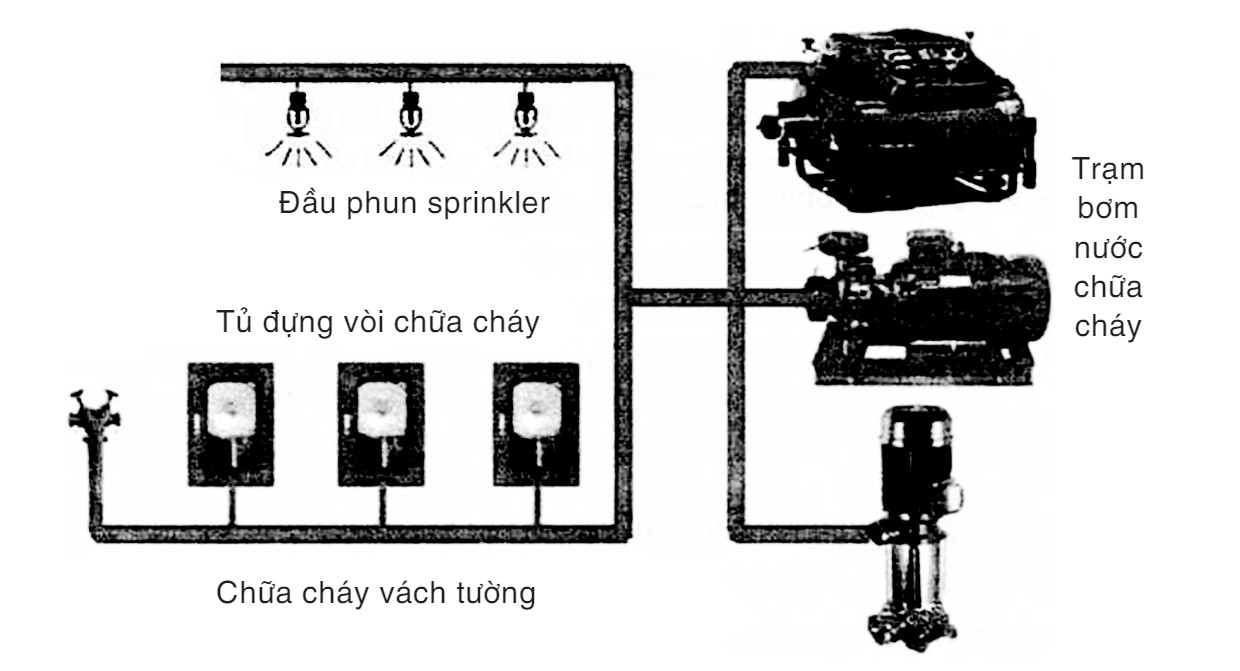 Đầu phun sprinkler
Tủ đựng vòi chữa cháy
Chữa cháy vách tường
Trạm
bơm
nước
chữa
cháy